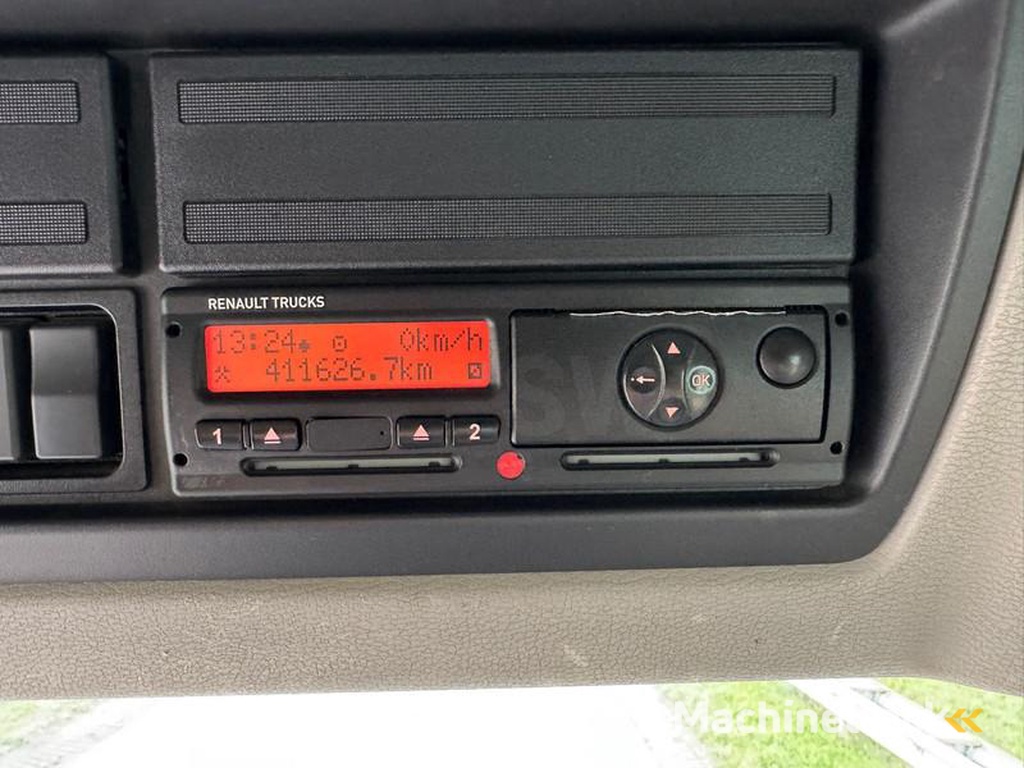 RENAULT TRUCKS
13:24 0km/h
411626.7km
1 2
OK